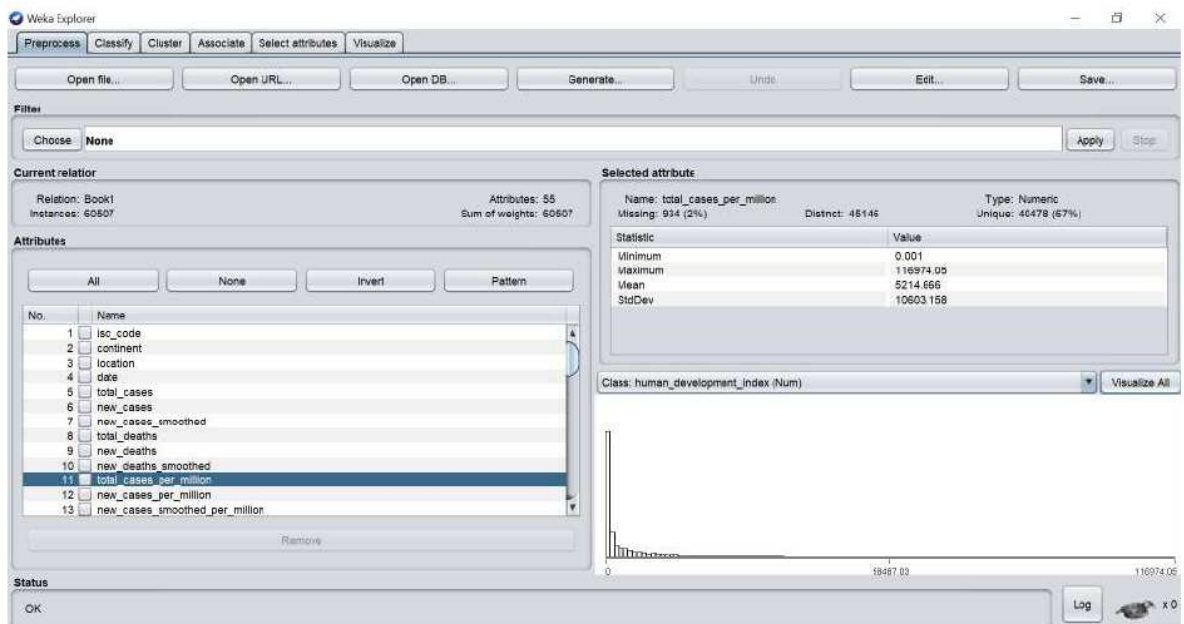 Weka Explorer
Preprocess Classify Cluster Associate Select attributes Visualize
Open file... Open URL... Open DB... Generate... Undo Edit... Save...
Filter
Choose None Apply Stop
Current relation Selected attribute
Relation: Book1 Attributes: 55 Name: total_cases_per_million Type: Numeric
Instances: 60507 Sum of weights: 60507 Missing: 934 (2%) Distinct: 45146 Unique: 40478 (67%)
Attributes Statistic Value
Minimum 0.001
Maximum 116974.05
All None Invert Pattern Mean 5214.666
StdDev 10603.158
No. Name
1 iso_code
2 continent
3 location
4 date
5 total_cases Class: human_development_index (Num) Visualize All
6 new_cases
7 new_cases_smoothed
8 total_deaths
9 new_deaths
10 new_deaths_smoothed
11 total_cases_per_million
12 new_cases_per_million
13 new_cases_smoothed_per_million
Remove
0 58487.03 116974.05
Status
OK Log x 0